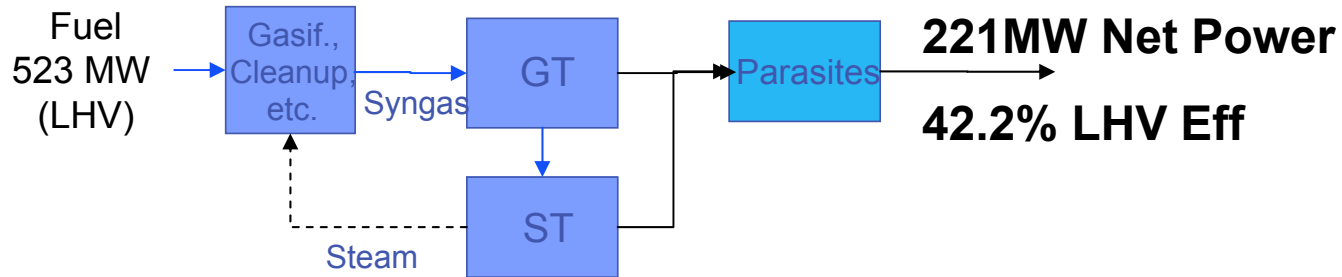 Fuel
523 MW
(LHV)
Gasif.,
Cleanup,
etc.
Syngas
GT
ST
Steam
Parasites
221MW Net Power
42.2% LHV Eff